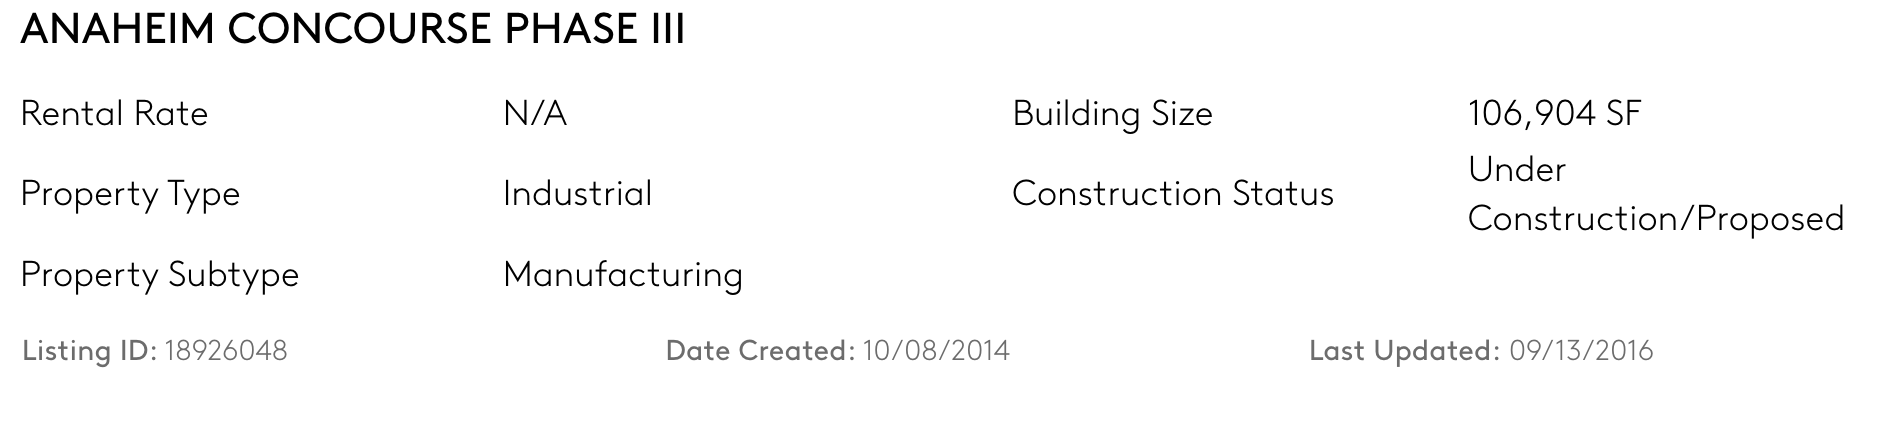 ANAHEIM CONCOURSE PHASE III
Rental Rate N/A Building Size 106,904 SF
Property Type Industrial Construction Status Under
Construction/Proposed
Property Subtype Manufacturing
Listing ID: 18926048 Date Created: 10/08/2014 Last Updated: 09/13/2016